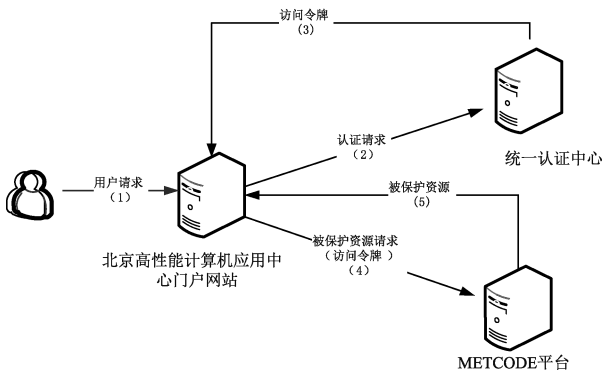 访问令牌
（3）
认证请求
（2）
统一认证中心
用户请求
（1）
被保护资源
（5）
北京高性能计算机应用中
心门户网站
被保护资源请求
（访问令牌 ）
（4）
METCODE平台